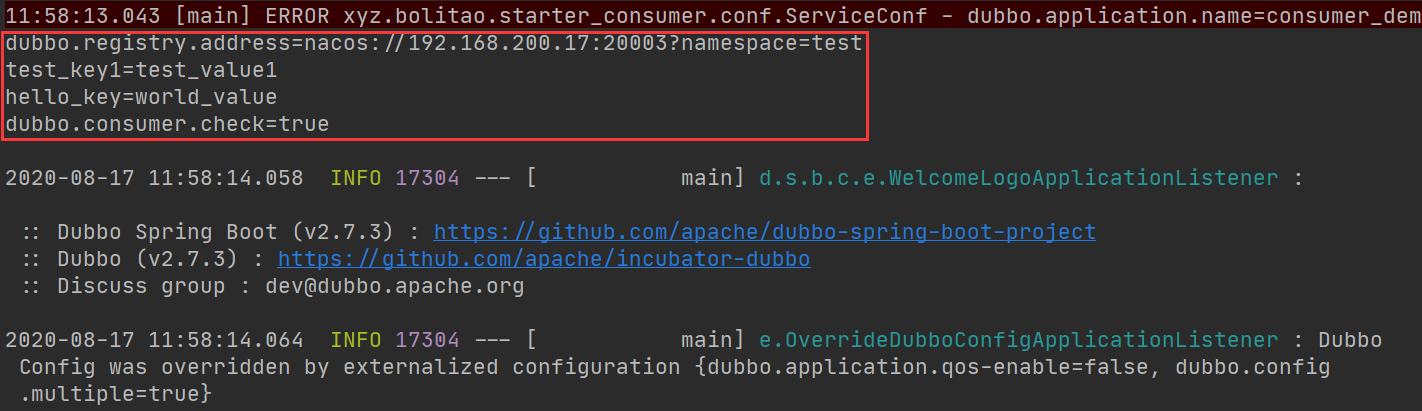 11:58:13.043 [main] ERROR xyz.bolitao.starter_consumer.conf.ServiceConf - dubbo.application.name=consumer_dem
dubbo.registry.address=nacos://192.168.200.17:20003?namespace=test
test_key1=test_value1
hello_key=world_value
dubbo.consumer.check=true
2020-08-17 11:58:14.058  INFO 17304 --- [           main] d.s.b.c.e.WelcomeLogoApplicationListener :
:: Dubbo Spring Boot (v2.7.3) : https://github.com/apache/dubbo-spring-boot-project
:: Dubbo (v2.7.3) : https://github.com/apache/incubator-dubbo
:: Discuss group : dev@dubbo.apache.org
2020-08-17 11:58:14.064  INFO 17304 --- [           main] e.OverrideDubboConfigApplicationListener : Dubbo
Config was overridden by externalized configuration {dubbo.application.qos-enable=false, dubbo.config
.multiple=true}